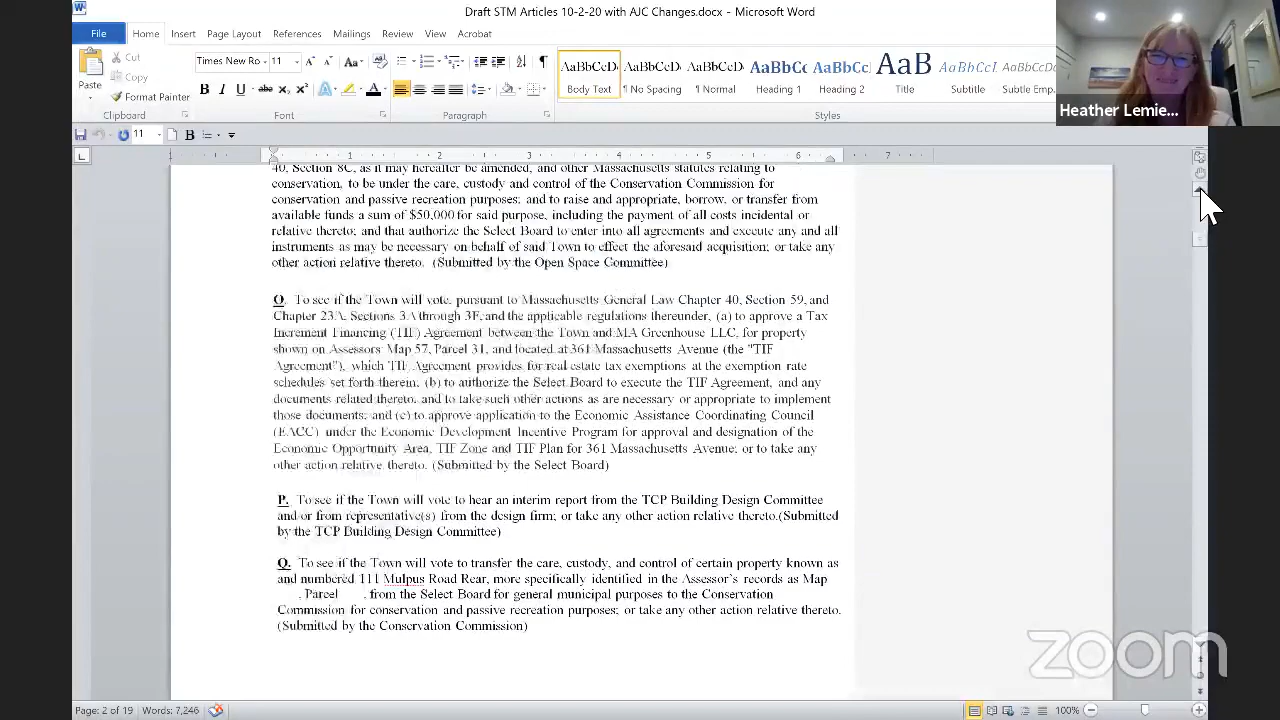 Draft STM Articles 10-2-20 with AJC Changes.docx - Microsoft Word
File Home Insert Page Layout References Mailings Review View Acrobat
Cut
Copy
Paste
Format Painter
Times New Ro 11
AaBbCcDc AaBbCcDc AaBbCcDc AaBbCc AaBbCc AaB AaBbCcL AaBbCcDc
Body Text ¶ No Spacing ¶ Normal Heading 1 Heading 2 Title Subtitle Subtle Emp...
Clipboard Font Paragraph Styles
11
Heather Lemie...
1 2 3 4 5 6 7
40, Section 8C, as it may hereafter be amended, and other Massachusetts statutes relating to
conservation, to be under the care, custody and control of the Conservation Commission for
conservation and passive recreation purposes; and to raise and appropriate, borrow, or transfer from
available funds a sum of $50,000 for said purpose, including the payment of all costs incidental or
relative thereto; and that authorize the Select Board to enter into all agreements and execute any and all
instruments as may be necessary on behalf of said Town to effect the aforesaid acquisition; or take any
other action relative thereto. (Submitted by the Open Space Committee)
O. To see if the Town will vote, pursuant to Massachusetts General Law Chapter 40, Section 59, and
Chapter 23A, Sections 3A through 3F, and the applicable regulations thereunder, (a) to approve a Tax
Increment Financing (TIF) Agreement between the Town and MA Greenhouse LLC, for property
shown on Assessors Map 57, Parcel 31, and located at 361 Massachusetts Avenue (the "TIF
Agreement"), which TIF Agreement provides for real estate tax exemptions at the exemption rate
schedules set forth therein, (b) to authorize the Select Board to execute the TIF Agreement, and any
documents related thereto, and to take such other actions as are necessary or appropriate to implement
those documents; and (c) to approve application to the Economic Assistance Coordinating Council
(EACC) under the Economic Development Incentive Program for approval and designation of the
Economic Opportunity Area, TIF Zone and TIF Plan for 361 Massachusetts Avenue; or to take any
other action relative thereto. (Submitted by the Select Board)
P. To see if the Town will vote to hear an interim report from the TCP Building Design Committee
and/or from representative(s) from the design firm; or take any other action relative thereto.(Submitted
by the TCP Building Design Committee)
Q. To see if the Town will vote to transfer the care, custody, and control of certain property known as
and numbered 111 Mulpus Road Rear, more specifically identified in the Assessor's records as Map
, Parcel , from the Select Board for general municipal purposes to the Conservation
Commission for conservation and passive recreation purposes; or take any other action relative thereto.
(Submitted by the Conservation Commission)
zoom
Page: 2 of 19 Words: 7,246 100%